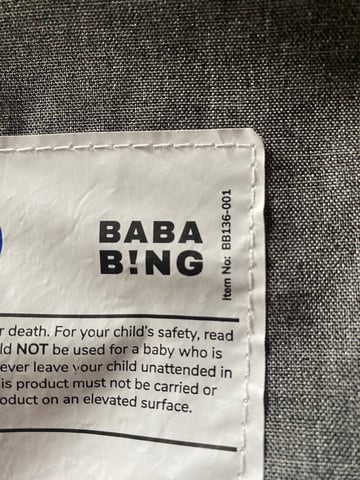 BABA
B!NG
Item No: BB136-001
r death. For your child's safety, read
ld NOT be used for a baby who is
ever leave your child unattended in
is product must not be carried or
oduct on an elevated surface.